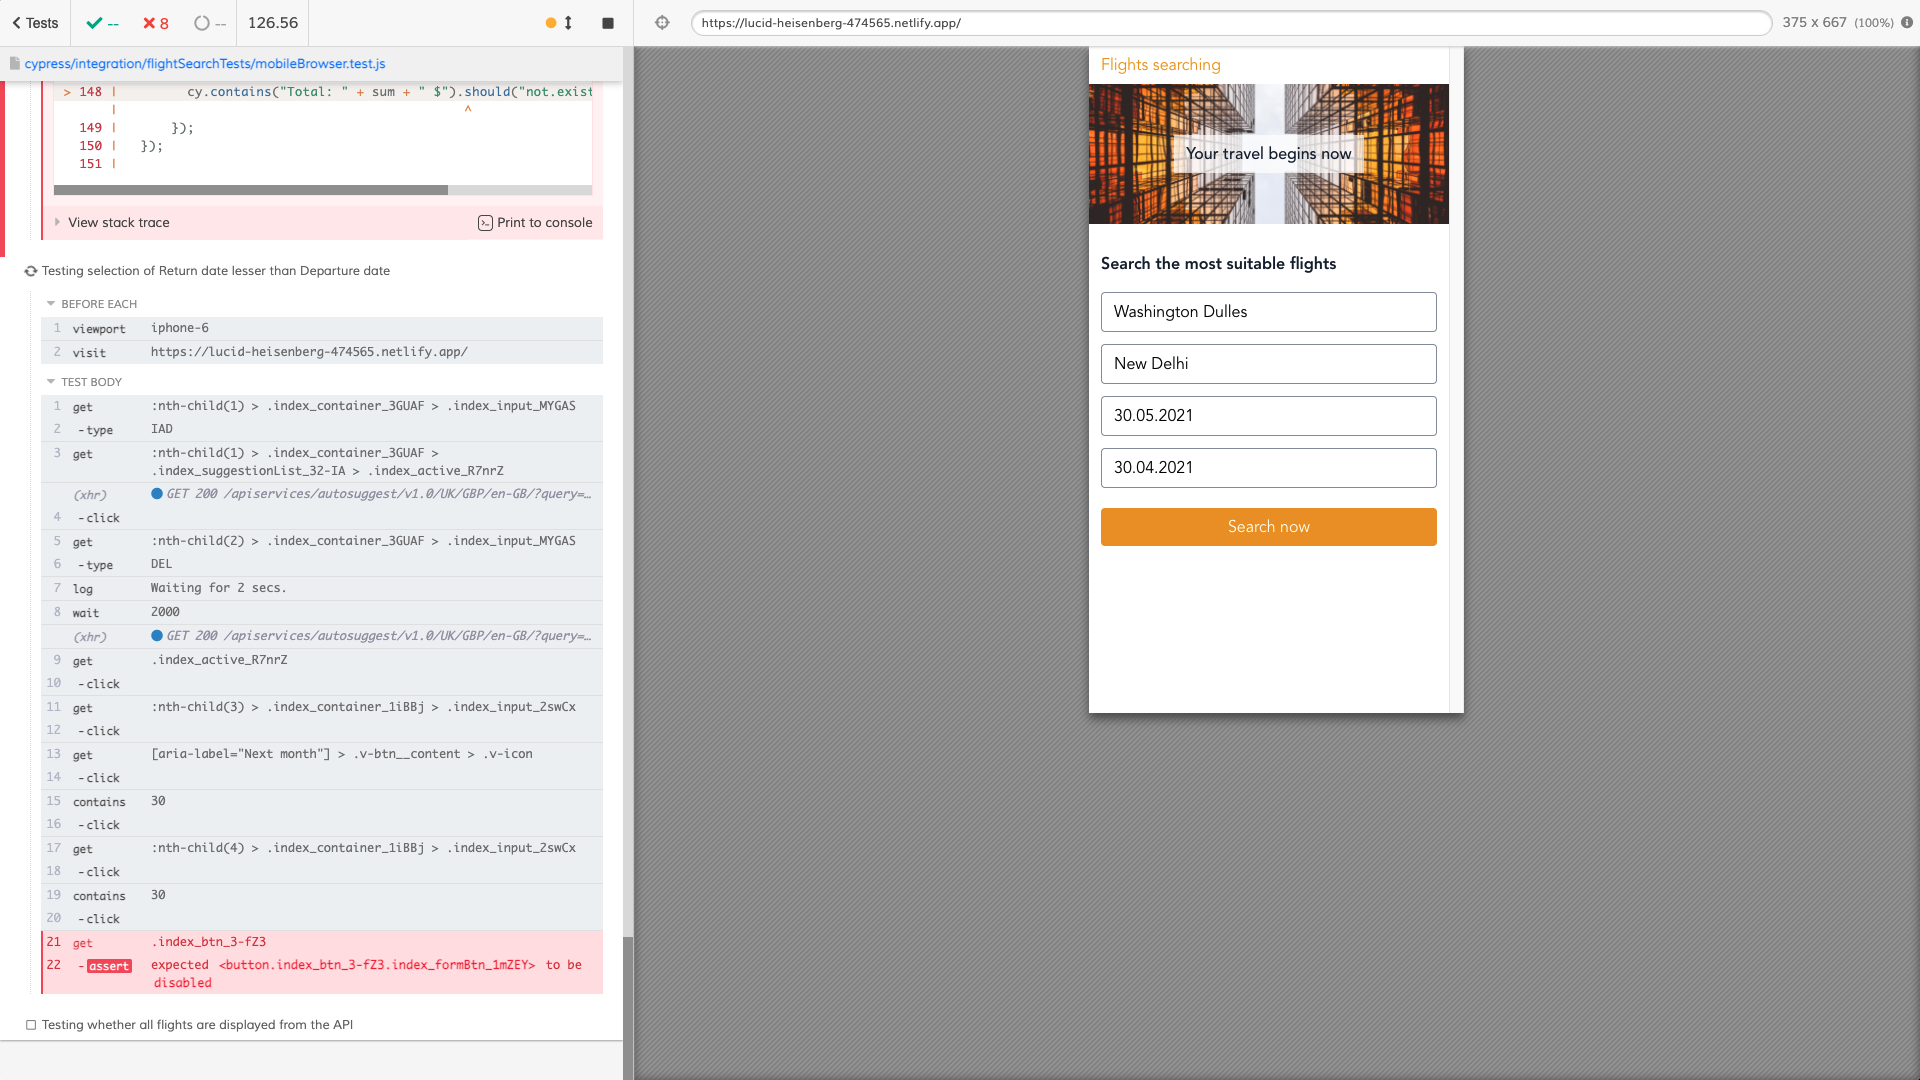 Tests
--
8
--
126.56
https://lucid-heisenberg-474565.netlify.app/
375 x 667 (100%)
cypress/integration/flightSearchTests/mobileBrowser.test.js
> 148 | cy.contains("Total: " + sum + " $").should("not.exist
| ^
149 | });
150 | });
151 |
View stack trace
Print to console
Testing selection of Return date lesser than Departure date
BEFORE EACH
1 viewport iphone-6
2 visit https://lucid-heisenberg-474565.netlify.app/
TEST BODY
1 get :nth-child(1) > .index_container_3GUAF > .index_input_MYGAS
2 -type IAD
3 get :nth-child(1) > .index_container_3GUAF >
.index_suggestionList_32-IA > .index_active_R7nrZ
(xhr) GET 200 /apiservices/autosuggest/v1.0/UK/GBP/en-GB/?query=…
4 -click
5 get :nth-child(2) > .index_container_3GUAF > .index_input_MYGAS
6 -type DEL
7 log Waiting for 2 secs.
8 wait 2000
(xhr) GET 200 /apiservices/autosuggest/v1.0/UK/GBP/en-GB/?query=…
9 get .index_active_R7nrZ
10 -click
11 get :nth-child(3) > .index_container_1iBBj > .index_input_2swCx
12 -click
13 get [aria-label="Next month"] > .v-btn__content > .v-icon
14 -click
15 contains 30
16 -click
17 get :nth-child(4) > .index_container_1iBBj > .index_input_2swCx
18 -click
19 contains 30
20 -click
21 get .index_btn_3-fZ3
22 -assert expected <button.index_btn_3-fZ3.index_formBtn_1mZEY> to be
disabled
Testing whether all flights are displayed from the API
Flights searching
Your travel begins now
Search the most suitable flights
Washington Dulles
New Delhi
30.05.2021
30.04.2021
Search now